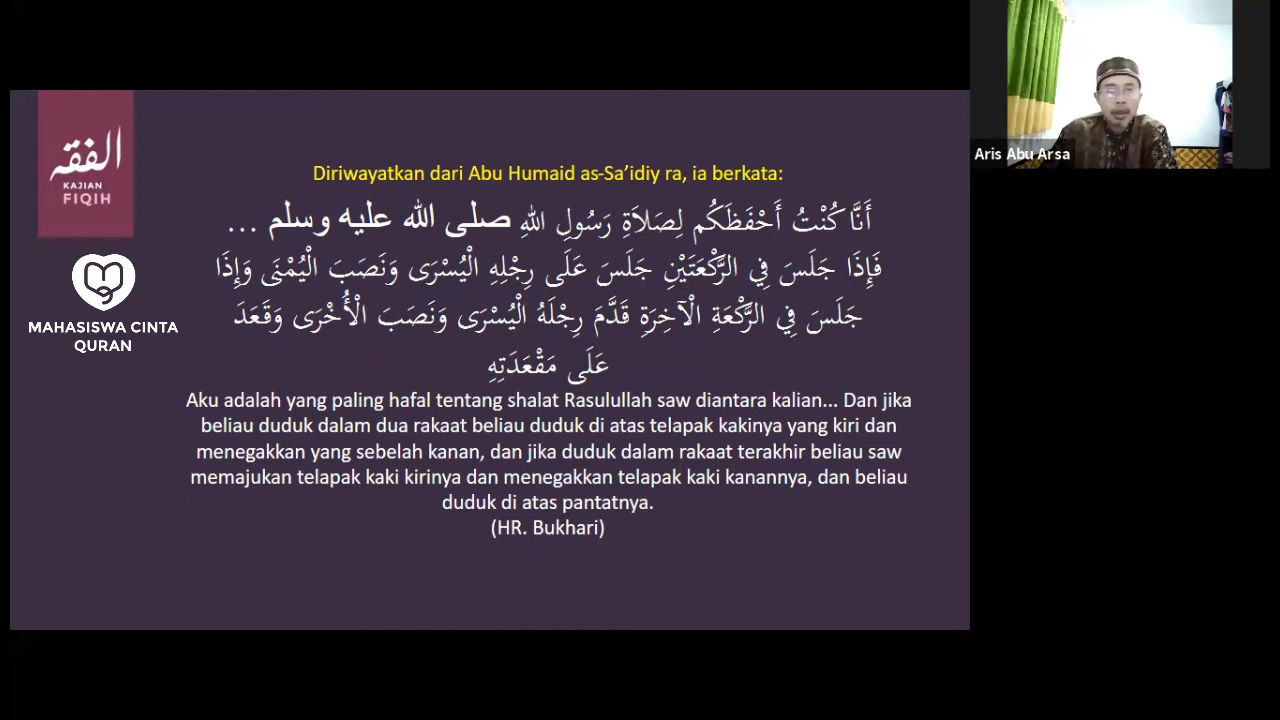 الفقه
KAJIAN
FIQIH
MAHASISWA CINTA
QURAN
Diriwayatkan dari Abu Humaid as-Sa’idiy ra, ia berkata:
أَنَّا كُنْتُ أَحْفَظَكُم لِصَلاَةِ رَسُولِ اللهِ صلى الله عليه وسلم ...
فَإِذَا جَلَسَ فِي الرَّكْعَتَيْنِ جَلَسَ عَلَى رِجْلِهِ الْيُسْرَى وَنَصَبَ الْيُمْنَى وَإِذَا
جَلَسَ فِي الرَّكْعَةِ الْآخِرَةِ قَدَّمَ رِجْلَهُ الْيُسْرَى وَنَصَبَ الْأُخْرَى وَقَعَدَ
عَلَى مَقْعَدَتِهِ
Aku adalah yang paling hafal tentang shalat Rasulullah saw diantara kalian... Dan jika
beliau duduk dalam dua rakaat beliau duduk di atas telapak kakinya yang kiri dan
menegakkan yang sebelah kanan, dan jika duduk dalam rakaat terakhir beliau saw
memajukan telapak kaki kirinya dan menegakkan telapak kaki kanannya, dan beliau
duduk di atas pantatnya.
(HR. Bukhari)
Aris Abu Arsa